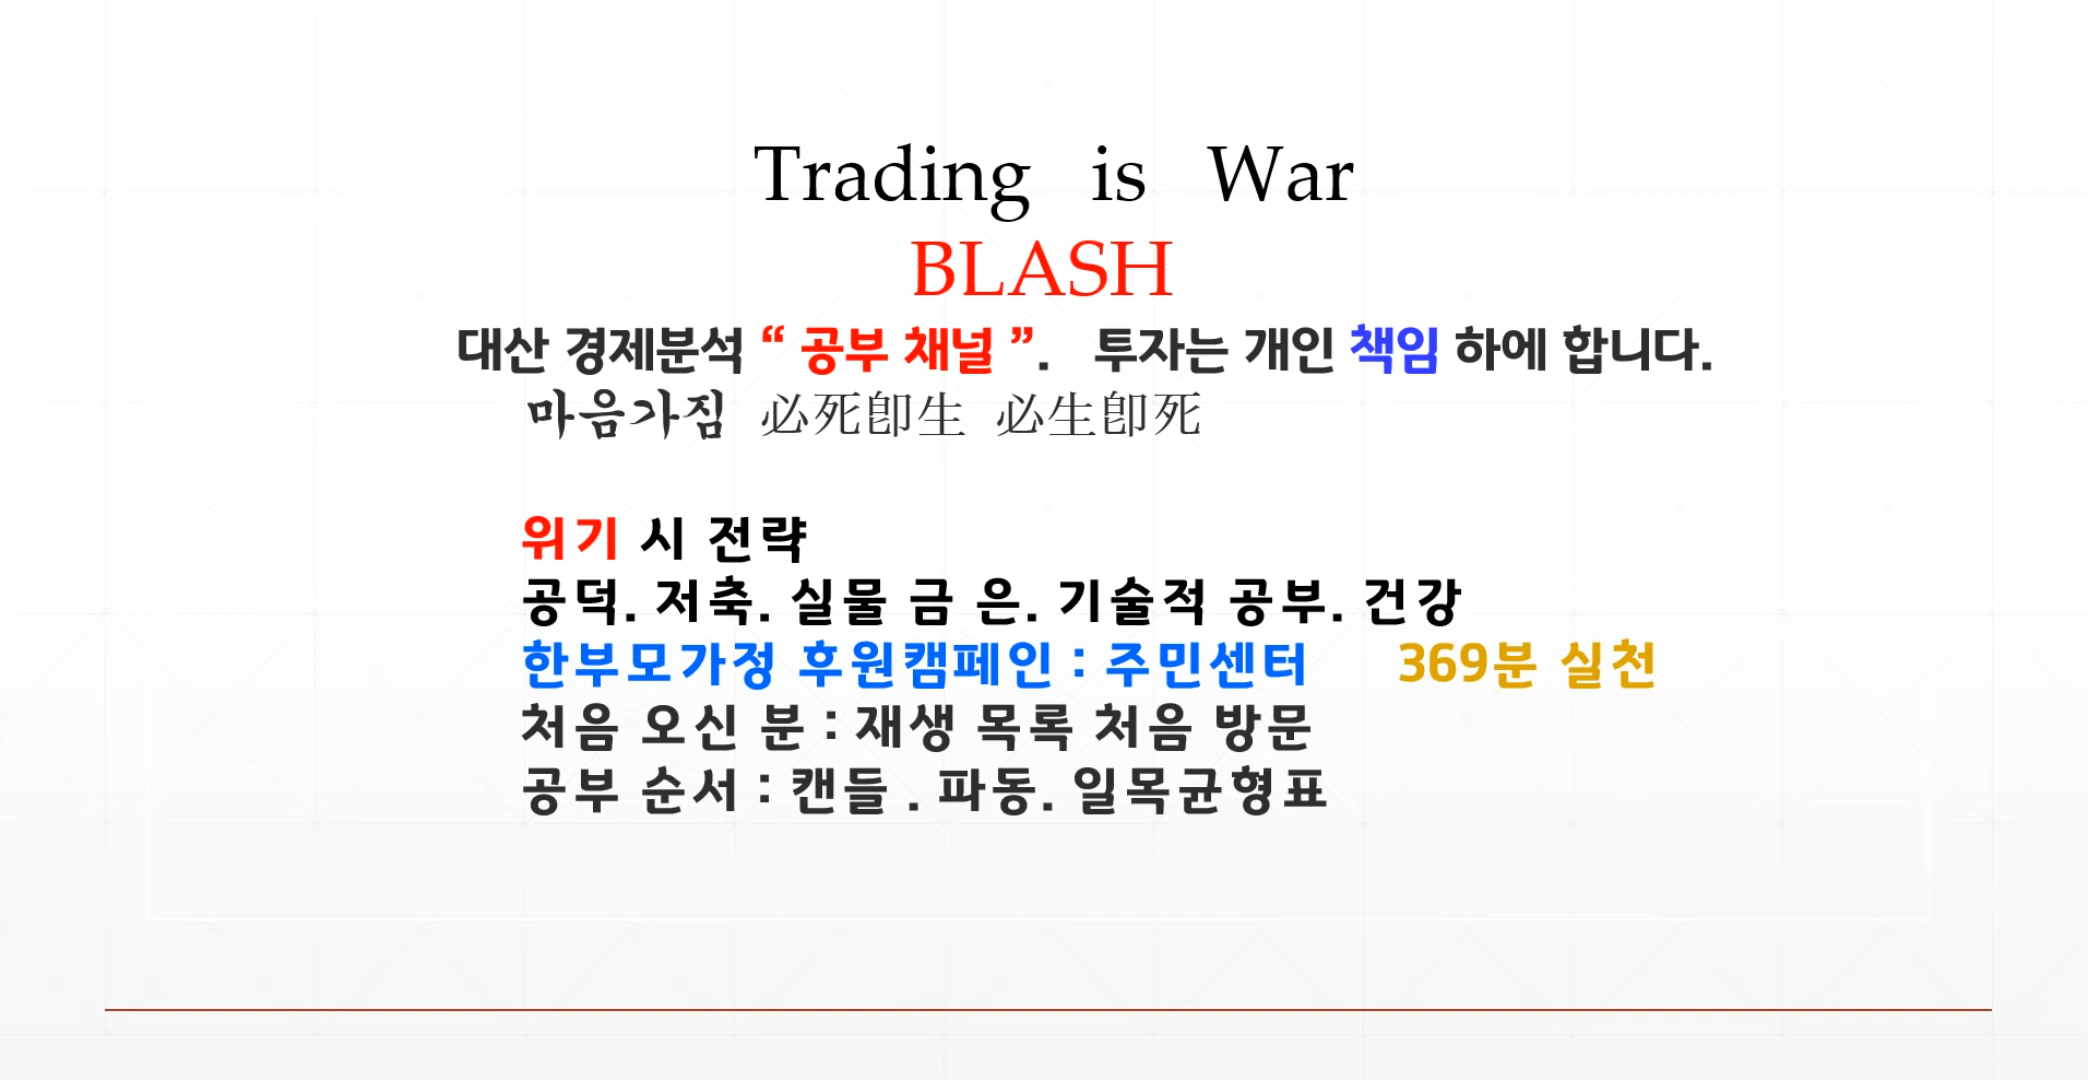 Trading is War
BLASH
대산 경제분석 “ 공부 채널 ”. 투자는 개인 책임 하에 합니다.
마음가짐 必死卽生 必生卽死
위기 시 전략
공덕. 저축. 실물 금 은. 기술적 공부. 건강
한부모가정 후원캠페인 : 주민센터 369분 실천
처음 오신 분 : 재생 목록 처음 방문
공부 순서 : 캔들 . 파동. 일목균형표